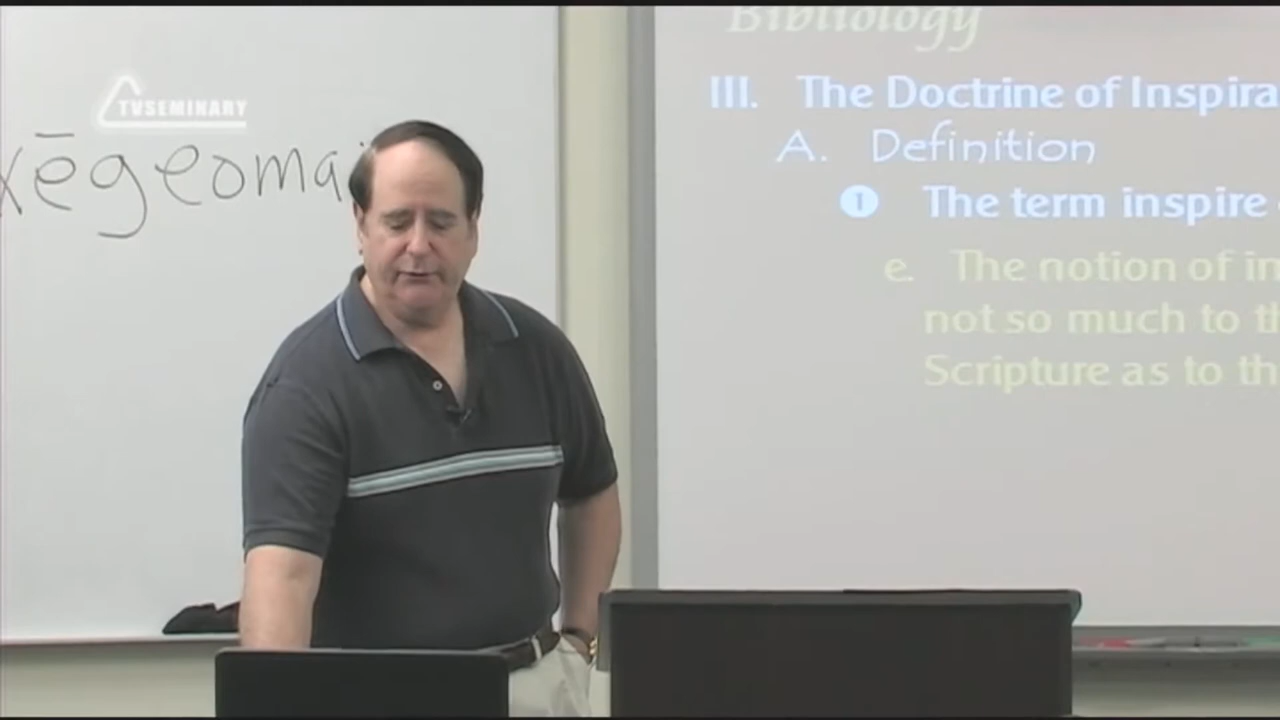 Bibliology
TVSEMINARY
III. The Doctrine of Inspira
A. Definition
1 The term inspire
e. The notion of in
not so much to th
Scripture as to th
xēgeomai